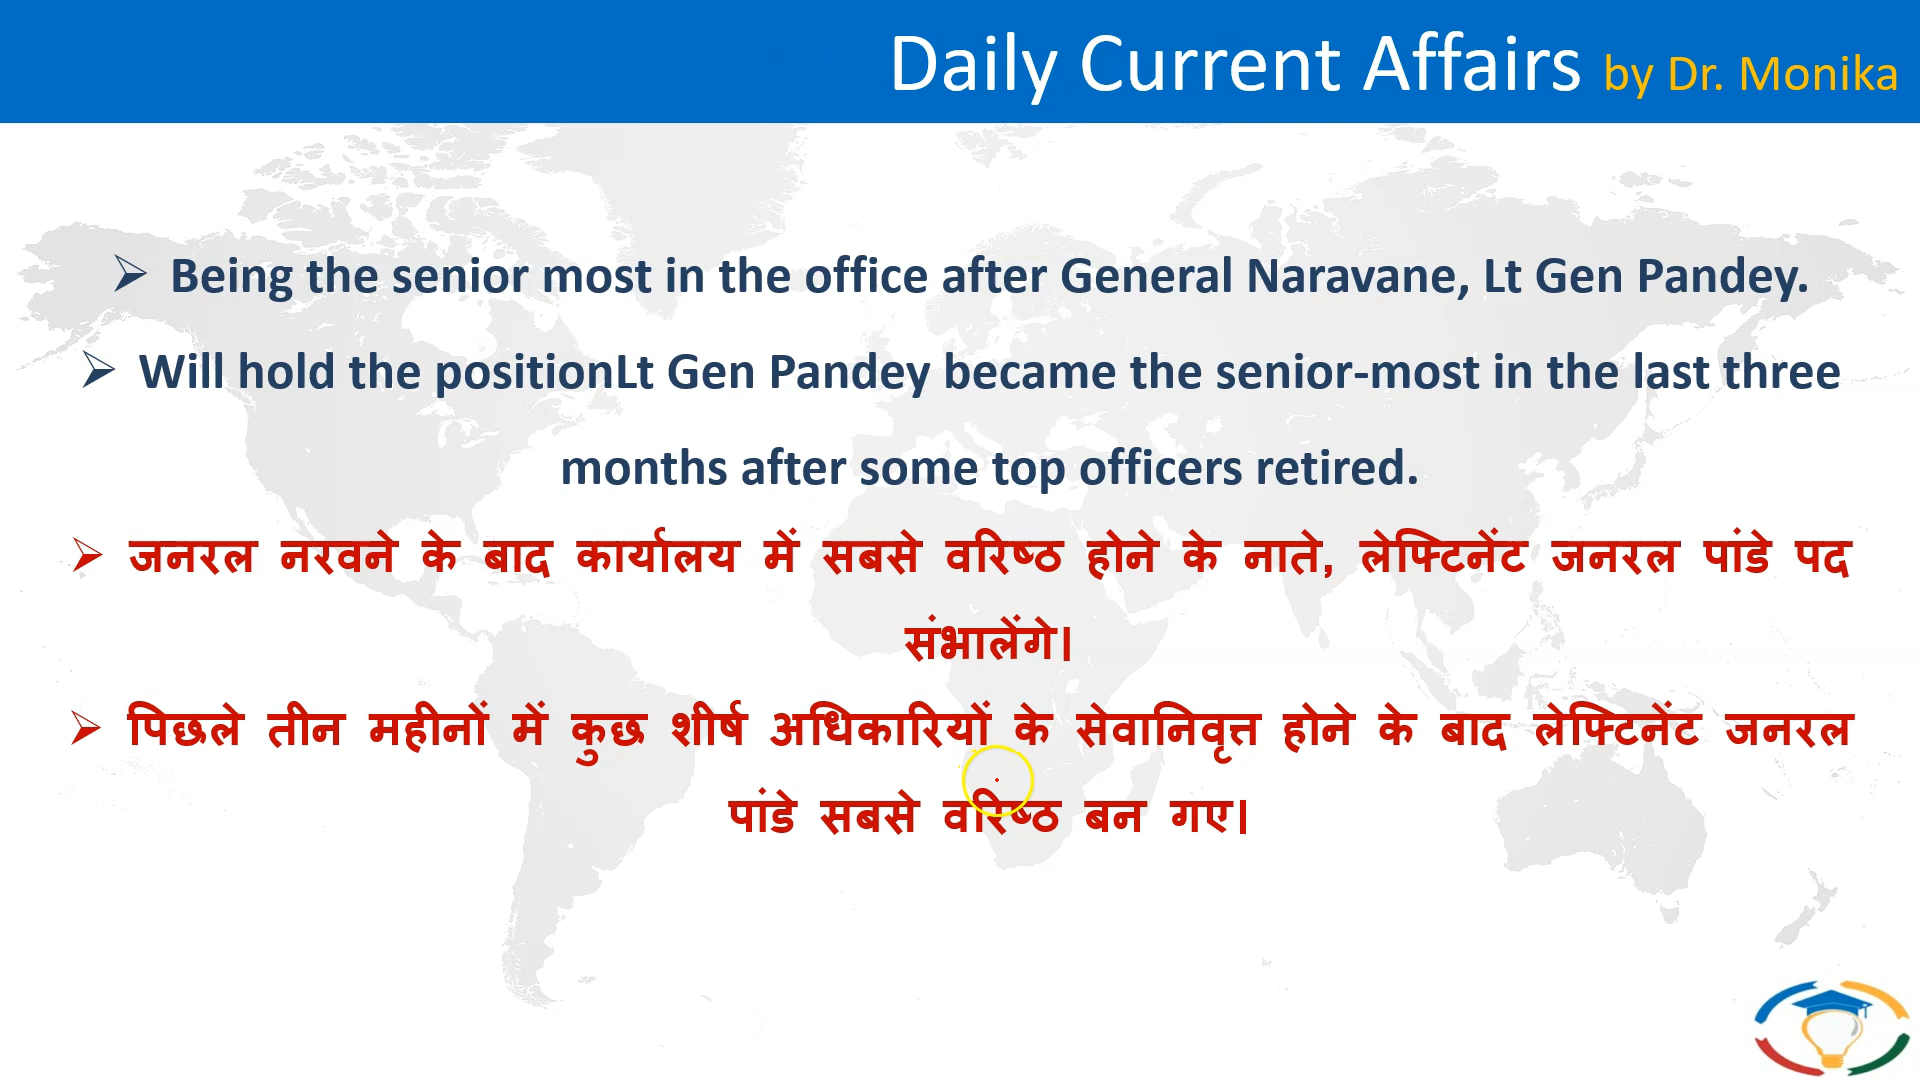 Daily Current Affairs by Dr. Monika
➢ Being the senior most in the office after General Naravane, Lt Gen Pandey.
➢ Will hold the positionLt Gen Pandey became the senior-most in the last three
months after some top officers retired.
➢ जनरल नरवने के बाद कार्यालय में सबसे वरिष्ठ होने के नाते, लेफ्टिनेंट जनरल पांडे पद
संभालेंगे।
➢ पिछले तीन महीनों में कुछ शीर्ष अधिकारियों के सेवानिवृत्त होने के बाद लेफ्टिनेंट जनरल
पांडे सबसे वरिष्ठ बन गए।